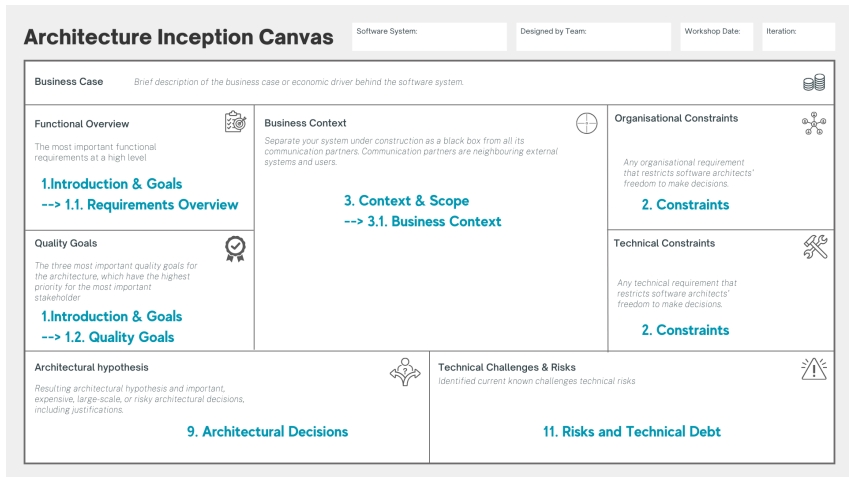 Architecture Inception Canvas
Software System:
Designed by Team:
Workshop Date:
Iteration:
Business Case
Brief description of the business case or economic driver behind the software system.
Functional Overview
The most important functional
requirements at a high level
1.Introduction & Goals
--> 1.1. Requirements Overview
Business Context
Separate your system under construction as a black box from all its
communication partners. Communication partners are neighbouring external
systems and users.
3. Context & Scope
--> 3.1. Business Context
Organisational Constraints
Any organisational requirement
that restricts software architects'
freedom to make decisions.
2. Constraints
Quality Goals
The three most important quality goals for
the architecture, which have the highest
priority for the most important
stakeholder
1.Introduction & Goals
--> 1.2. Quality Goals
Technical Constraints
Any technical requirement that
restricts software architects'
freedom to make decisions.
2. Constraints
Architectural hypothesis
Resulting architectural hypothesis and important,
expensive, large-scale, or risky architectural decisions,
including justifications.
9. Architectural Decisions
?
Technical Challenges & Risks
Identified current known challenges technical risks
11. Risks and Technical Debt